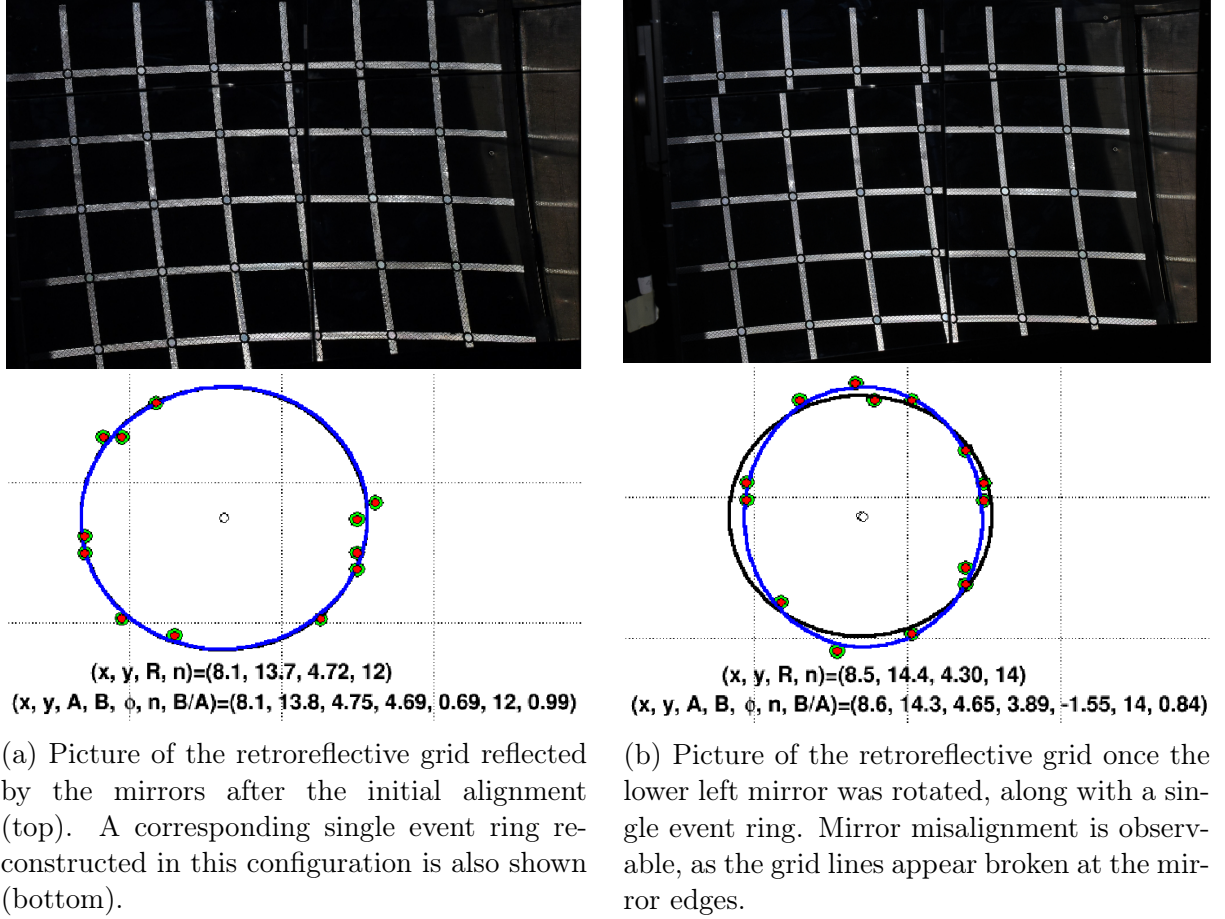 (x, y, R, n)=(8.1, 13.7, 4.72, 12)
(x, y, A, B, ϕ, n, B/A)=(8.1, 13.8, 4.75, 4.69, 0.69, 12, 0.99)
(a) Picture of the retroreflective grid reflected
by the mirrors after the initial alignment
(top). A corresponding single event ring re-
constructed in this configuration is also shown
(bottom).
(x, y, R, n)=(8.5, 14.4, 4.30, 14)
(x, y, A, B, ϕ, n, B/A)=(8.6, 14.3, 4.65, 3.89, -1.55, 14, 0.84)
(b) Picture of the retroreflective grid once the
lower left mirror was rotated, along with a sin-
gle event ring. Mirror misalignment is observ-
able, as the grid lines appear broken at the mir-
ror edges.